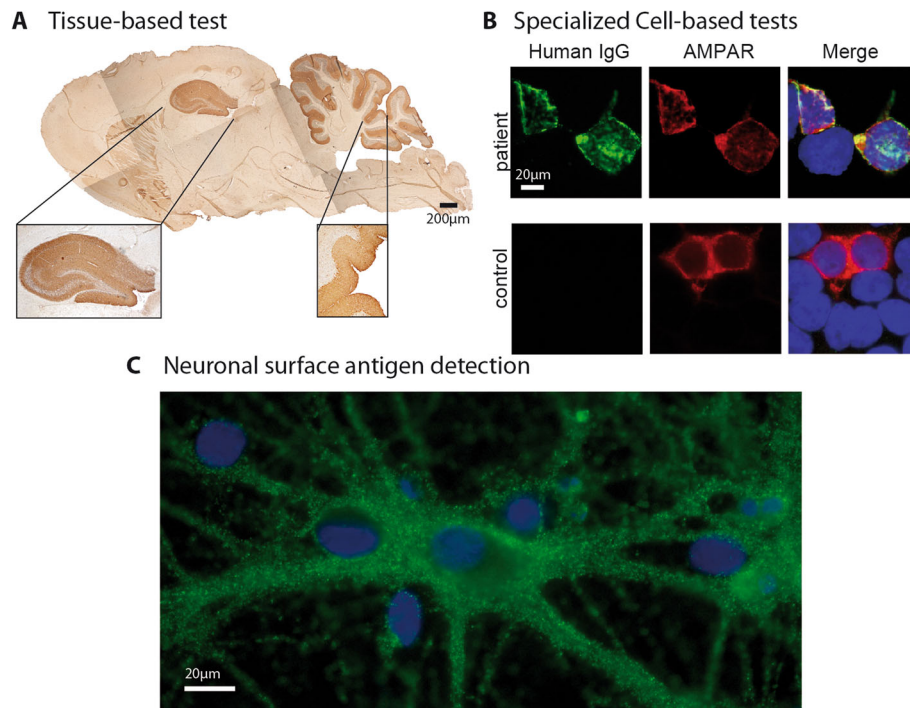 A Tissue-based test
200µm
B Specialized Cell-based tests
Human IgG AMPAR Merge
patient
20µm
control
C Neuronal surface antigen detection
20µm